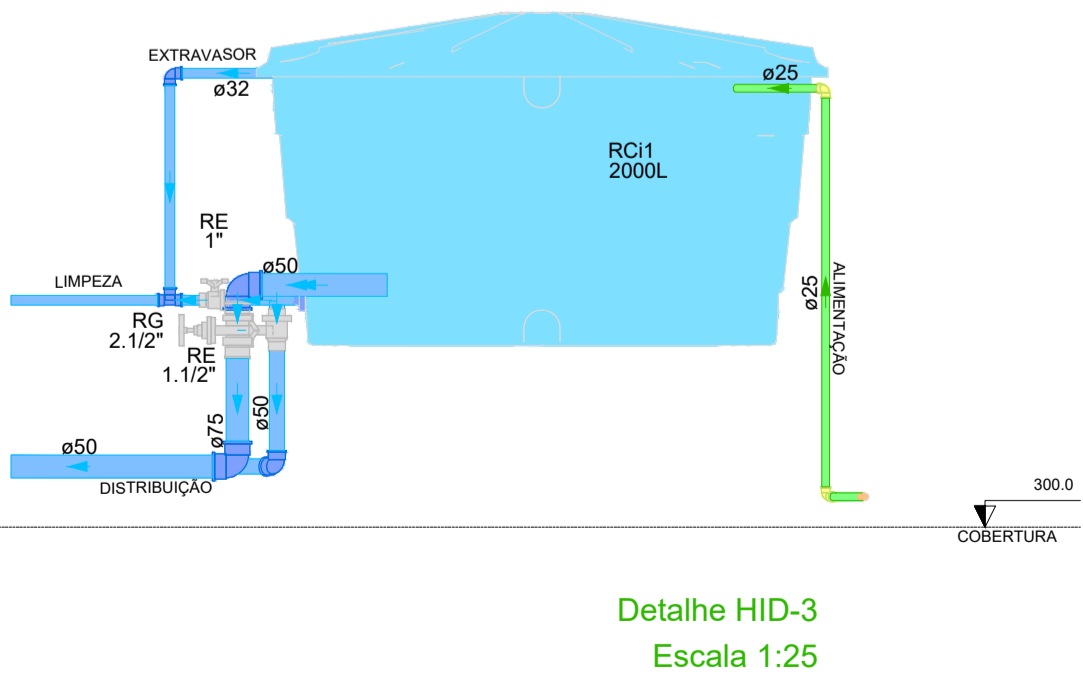 EXTRAVASOR
ø32
ø25
RCi1
2000L
RE
1"
ø50
LIMPEZA
ALIMENTAÇÃO
ø25
RG
2.1/2"
RE
1.1/2"
ø75
ø50
ø50
DISTRIBUIÇÃO
300.0
COBERTURA
Detalhe HID-3
Escala 1:25